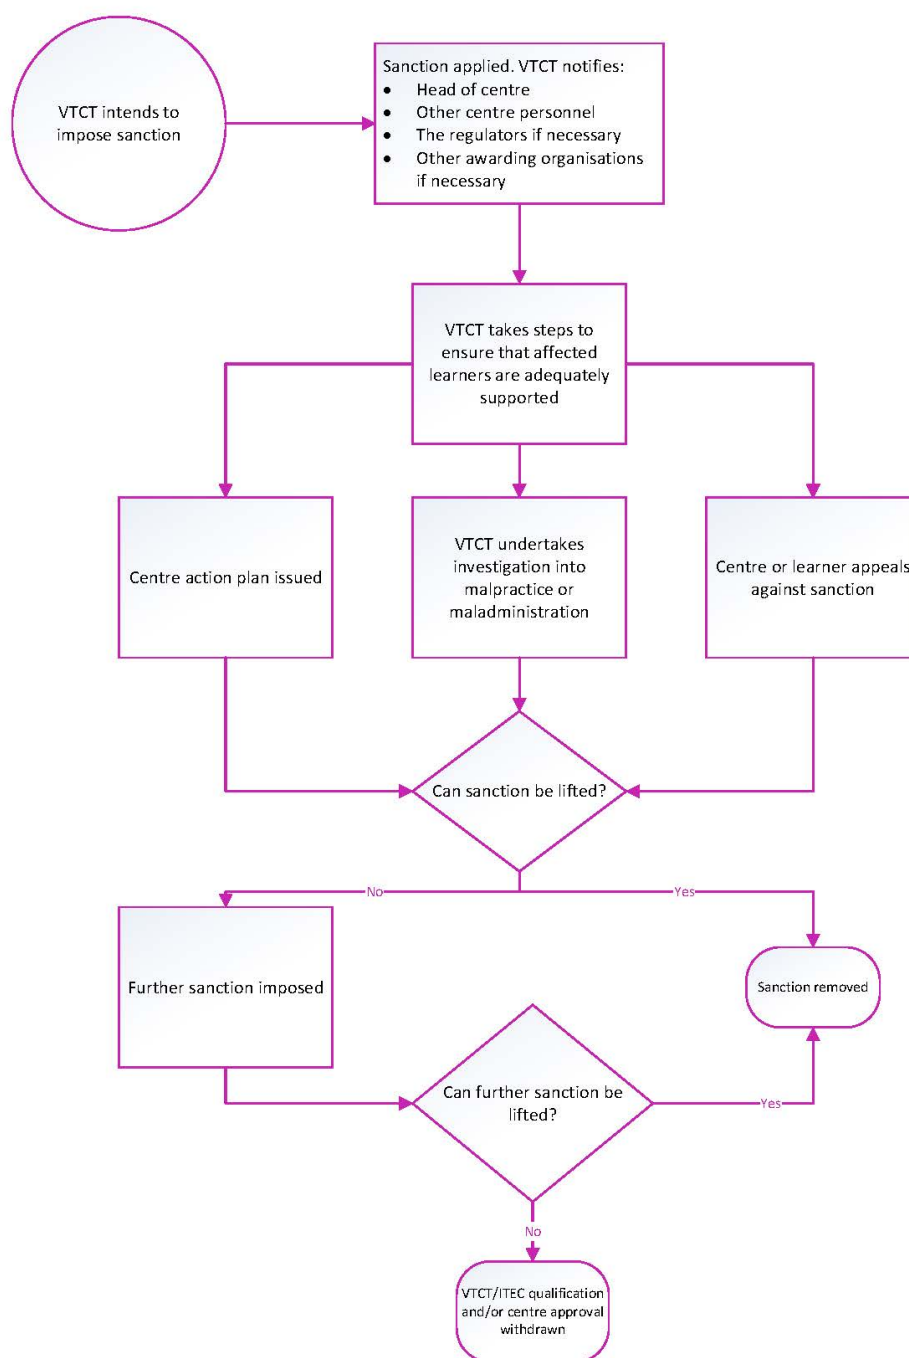 VTCT intends to
impose sanction
Sanction applied. VTCT notifies:
• Head of centre
• Other centre personnel
• The regulators if necessary
• Other awarding organisations
if necessary
VTCT takes steps to
ensure that affected
learners are adequately
supported
Centre action plan issued
VTCT undertakes
investigation into
malpractice or
maladministration
Centre or learner appeals
against sanction
Can sanction be lifted?
No
Yes
Further sanction imposed
Sanction removed
Can further sanction be
lifted?
Yes
No
VTCT/ITEC qualification
and/or centre approval
withdrawn